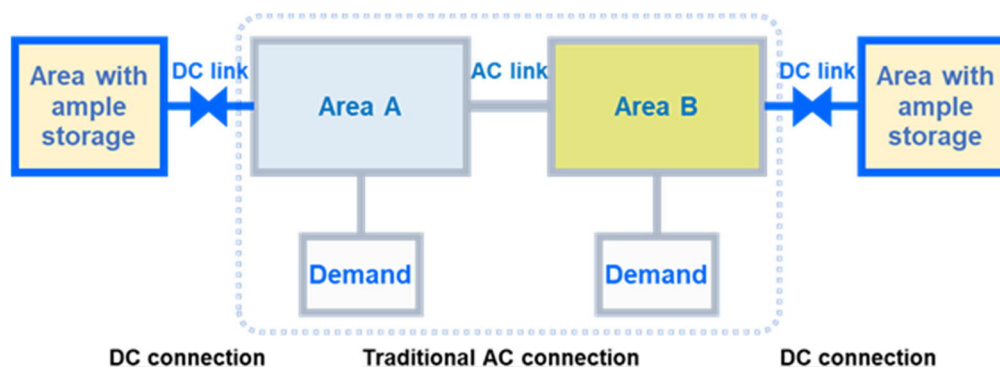 Area with
ample
storage
DC link
Area A
AC link
Area B
DC link
Area with
ample
storage
Demand
Demand
DC connection
Traditional AC connection
DC connection